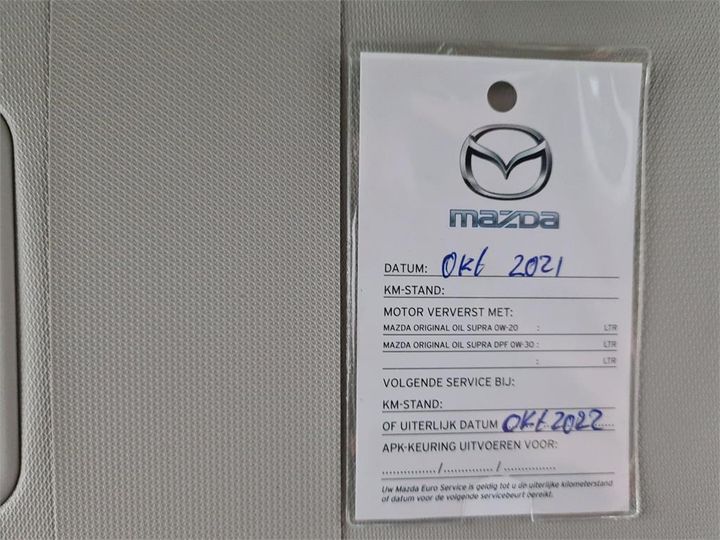 mazda
DATUM: Okt 2021
KM-STAND:
MOTOR VERVERST MET:
MAZDA ORIGINAL OIL SUPRA 0W-20 : LTR
MAZDA ORIGINAL OIL SUPRA DPF 0W-30 : LTR
: LTR
VOLGENDE SERVICE BIJ:
KM-STAND:
OF UITERLIJK DATUM Okt 2022
APK-KEURING UITVOEREN VOOR:
............../............../..............
Uw Mazda Euro Service is geldig tot u de uiterlijke kilometerstand
of datum voor de volgende servicebeurt bereikt.